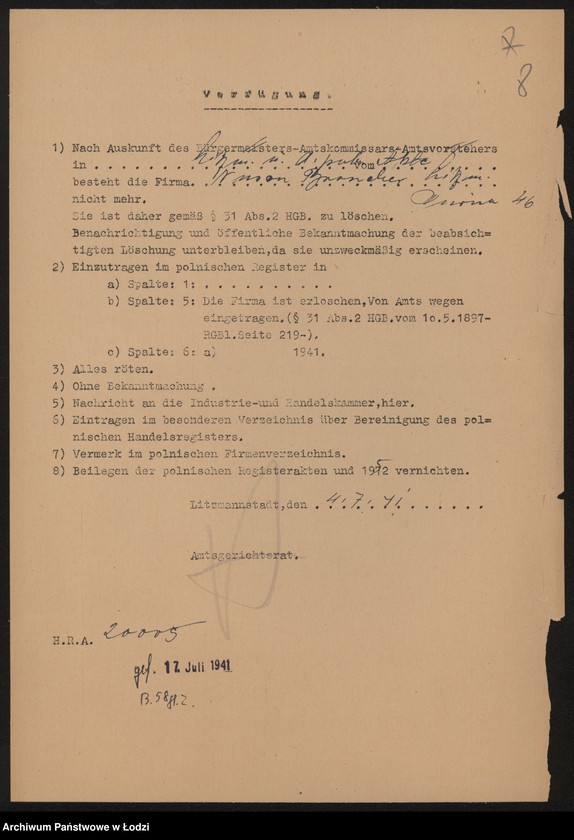 8
Verfügung.
1) Nach Auskunft des Bürgermeisters-Amtskommissars-Amtsvorstehers
in . . . . . . . . vom
besteht die Firma.
nicht mehr. 46
Sie ist daher gemäß § 31 Abs.2 HGB. zu löschen.
Benachrichtigung und öffentliche Bekanntmachung der beabsich=
tigten Löschung unterbleiben,da sie unzweckmäßig erscheinen.
2) Einzutragen im polnischen Register in
a) Spalte: 1: . . . . . . . . . . .
b) Spalte: 5: Die Firma ist erloschen,Von Amts wegen
eingetragen.(§ 31 Abs.2 HGB.vom 1o.5.1897-
RGBl.Seite 219-).
c) Spalte: 6: a) 1941.
3) Alles röten.
4) Ohne Bekanntmachung .
5) Nachricht an die Industrie-und Handelskammer,hier.
6) Eintragen im besonderen Verzeichnis über Bereinigung des pol=
nischen Handelsregisters.
7) Vermerk im polnischen Firmenverzeichnis.
8) Beilegen der polnischen Registerakten und 1952 vernichten.
Litzmannstadt,den 4.7.41. . . . . . .
Amtsgerichtsrat.
H.R.A. 20005
gef. 17. Juli 1941
Archiwum Państwowe w Łodzi